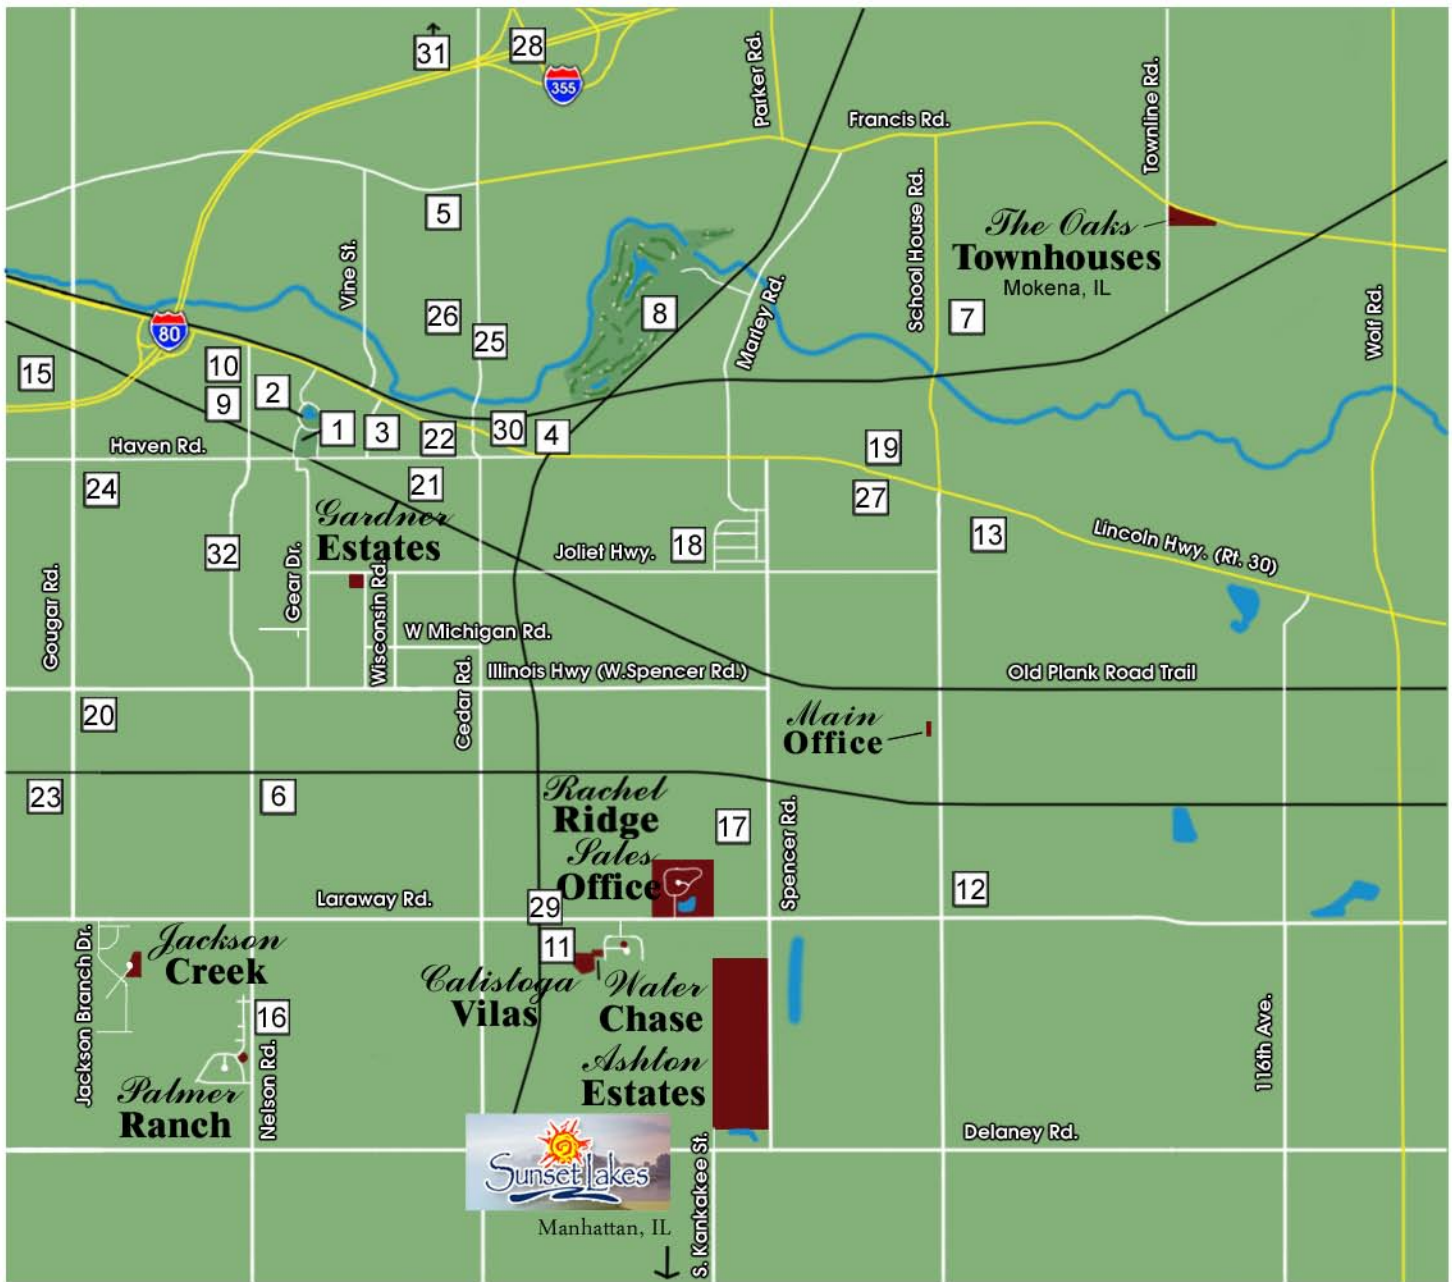 31
28
355
Parker Rd.
Francis Rd.
Townline Rd.
5
School House Rd.
The Oaks
Townhouses
Mokena, IL
Vine St.
26
25
8
Marley Rd.
7
Wolf Rd.
80
15
10
2
9
1
3
22
30
4
Haven Rd.
19
24
21
27
Gardner
Estates
32
Gear Dr.
Joliet Hwy.
18
13
Lincoln Hwy. (Rt. 30)
Gougar Rd.
Wisconsin Rd.
W Michigan Rd.
Cedar Rd.
Illinois Hwy (W.Spencer Rd.)
Old Plank Road Trail
20
Main
Office
23
6
Rachel
Ridge
Sales
Office
17
Spencer Rd.
Laraway Rd.
29
12
11
Jackson Branch Dr.
Jackson
Creek
Calistoga
Vilas
Water
Chase
16
Nelson Rd.
Ashton
Estates
116th Ave.
Palmer
Ranch
Delaney Rd.
Sunset Lakes
Manhattan, IL
S. Kankakee St.